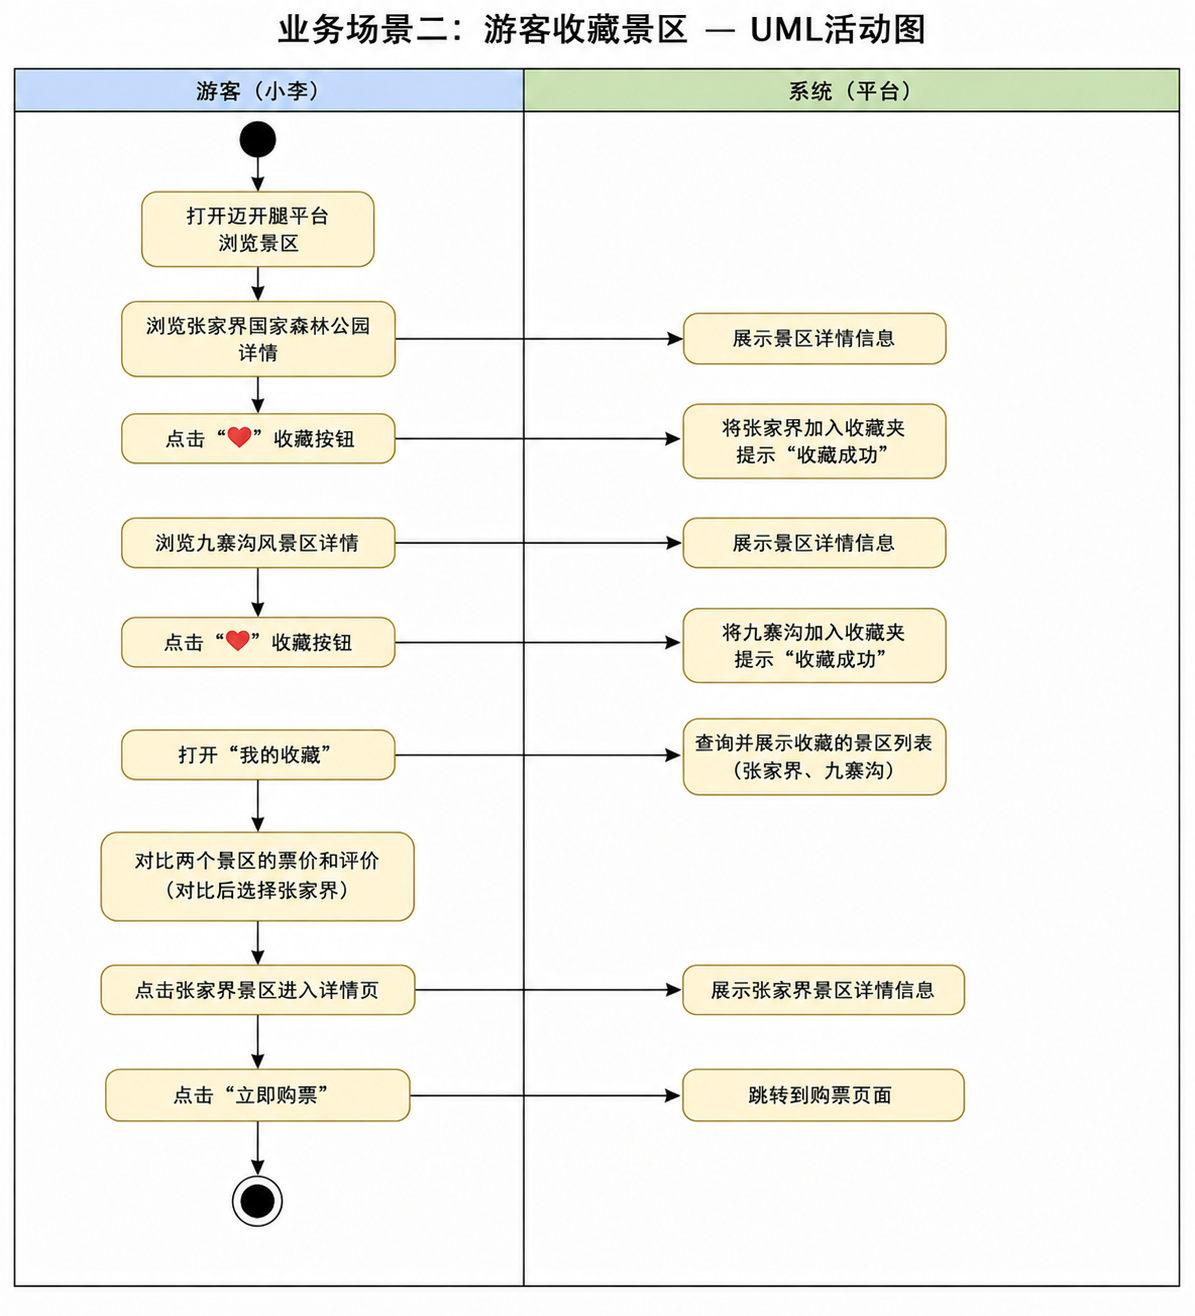 业务场景二：游客收藏景区 — UML活动图
游客（小李）
系统（平台）
打开迈开腿平台
浏览景区
浏览张家界国家森林公园
详情
展示景区详情信息
点击“❤”收藏按钮
将张家界加入收藏夹
提示“收藏成功”
浏览九寨沟风景区详情
展示景区详情信息
点击“❤”收藏按钮
将九寨沟加入收藏夹
提示“收藏成功”
打开“我的收藏”
查询并展示收藏的景区列表
（张家界、九寨沟）
对比两个景区的票价和评价
（对比后选择张家界）
点击张家界景区进入详情页
展示张家界景区详情信息
点击“立即购票”
跳转到购票页面